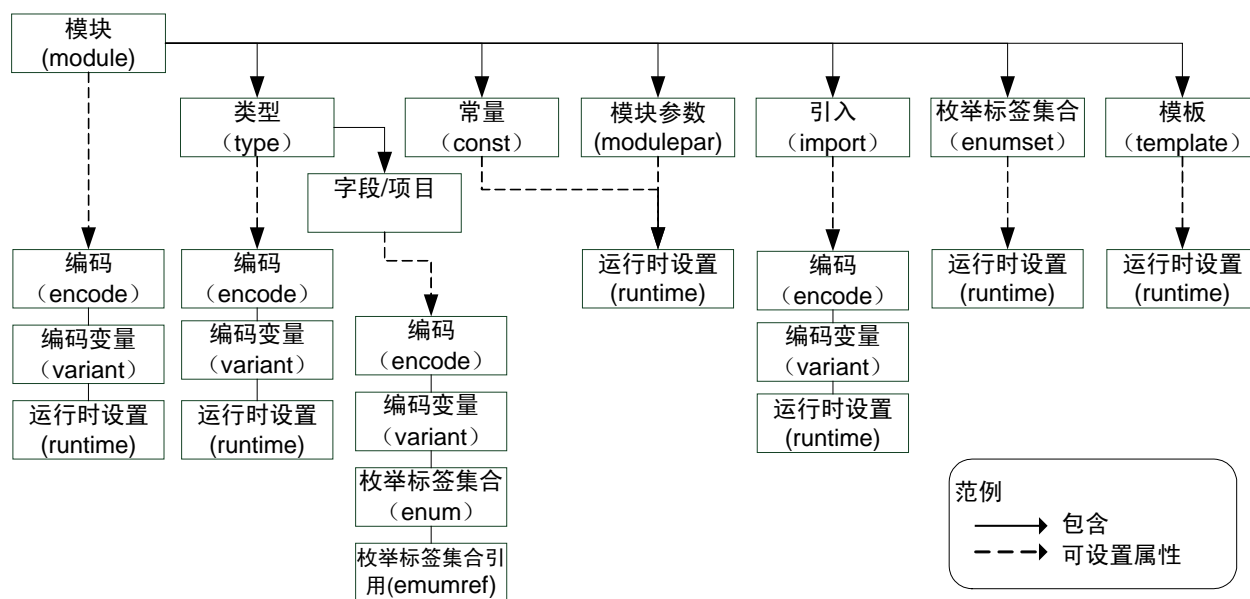 模块
(module)
类型
（type）
常量
（const）
模块参数
(modulepar)
引入
（import）
枚举标签集合
（enumset）
模板
（template）
字段/项目
编码
（encode）
编码变量
（variant）
运行时设置
(runtime)
编码
（encode）
编码变量
（variant）
运行时设置
(runtime)
编码
（encode）
编码变量
（variant）
枚举标签集合
（enum）
枚举标签集合引
用(emumref)
运行时设置
(runtime)
编码
（encode）
编码变量
（variant）
运行时设置
(runtime)
运行时设置
(runtime)
运行时设置
(runtime)
范例
包含
可设置属性